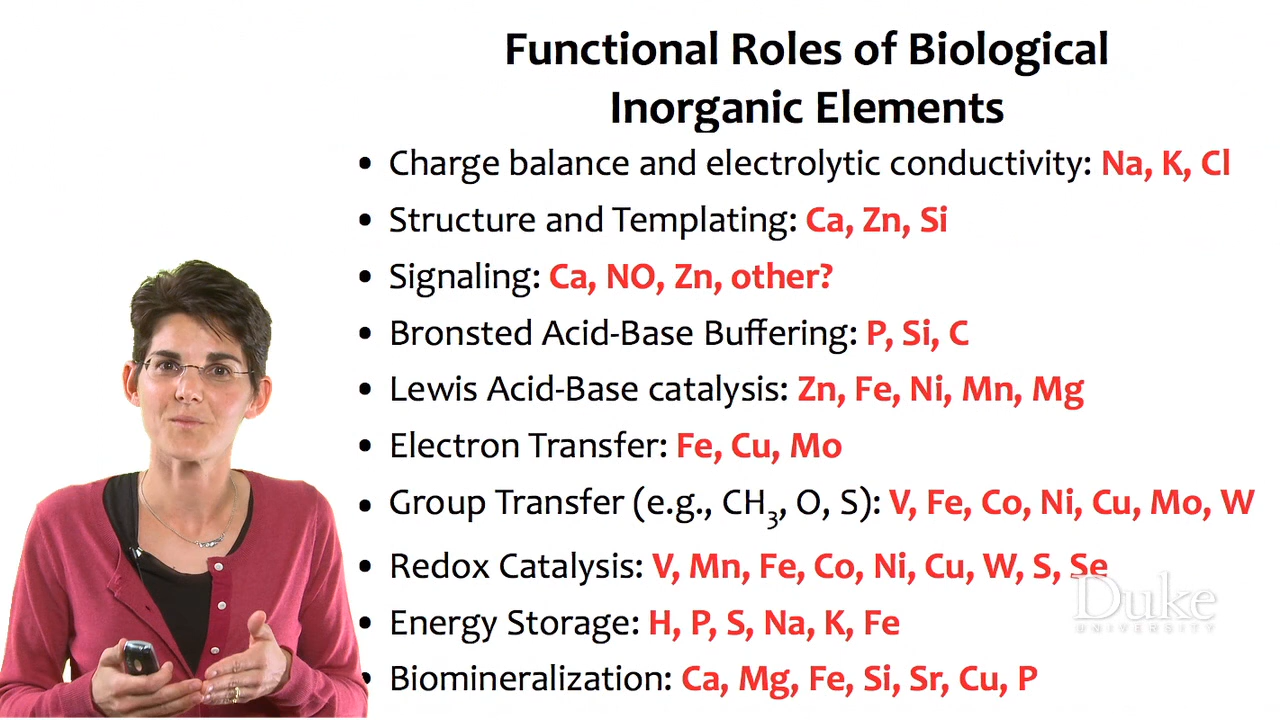 Functional Roles of Biological
Inorganic Elements
• Charge balance and electrolytic conductivity: Na, K, Cl
• Structure and Templating: Ca, Zn, Si
• Signaling: Ca, NO, Zn, other?
• Bronsted Acid-Base Buffering: P, Si, C
• Lewis Acid-Base catalysis: Zn, Fe, Ni, Mn, Mg
• Electron Transfer: Fe, Cu, Mo
• Group Transfer (e.g., CH₃, O, S): V, Fe, Co, Ni, Cu, Mo, W
• Redox Catalysis: V, Mn, Fe, Co, Ni, Cu, W, S, Se
• Energy Storage: H, P, S, Na, K, Fe
• Biomineralization: Ca, Mg, Fe, Si, Sr, Cu, P
Duke
UNIVERSITY